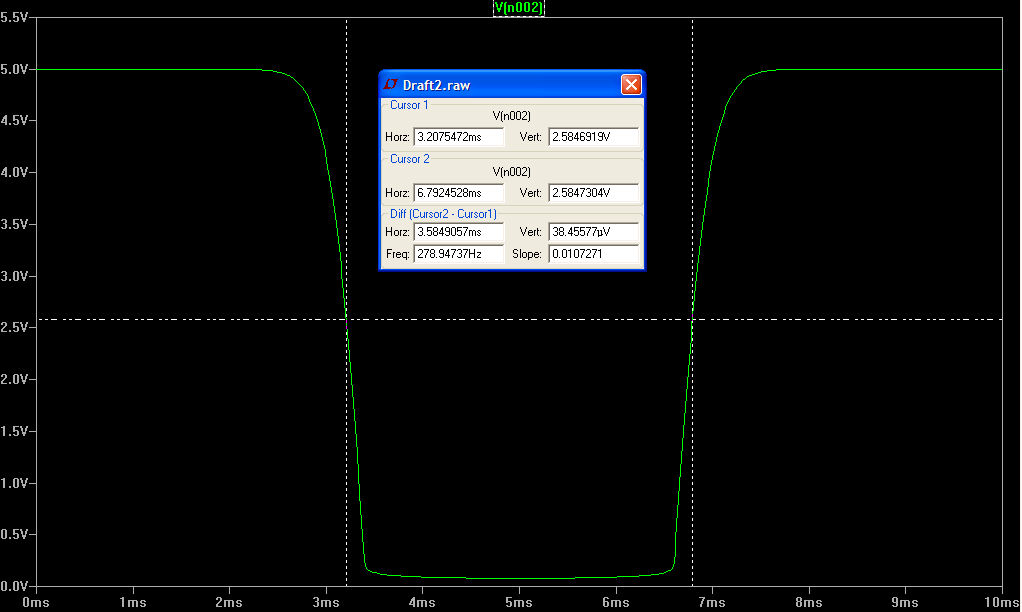 V(n002)
5.5V
5.0V
4.5V
4.0V
3.5V
3.0V
2.5V
2.0V
1.5V
1.0V
0.5V
0.0V
Draft2.raw
Cursor 1
V(n002)
Horz: 3.2075472ms Vert: 2.5846919V
Cursor 2
V(n002)
Horz: 6.7924528ms Vert: 2.5847304V
Diff (Cursor2 - Cursor1)
Horz: 3.5849057ms Vert: 38.45577µV
Freq: 278.94737Hz Slope: 0.0107271
0ms 1ms 2ms 3ms 4ms 5ms 6ms 7ms 8ms 9ms 10ms